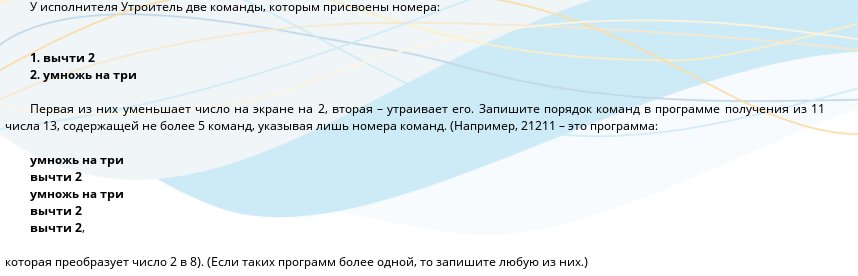 У исполнителя Утроитель две команды, которым присвоены номера:
1. вычти 2
2. умножь на три
Первая из них уменьшает число на экране на 2, вторая – утраивает его. Запишите порядок команд в программе получения из 11
числа 13, содержащей не более 5 команд, указывая лишь номера команд. (Например, 21211 – это программа:
умножь на три
вычти 2
умножь на три
вычти 2
вычти 2,
которая преобразует число 2 в 8). (Если таких программ более одной, то запишите любую из них.)